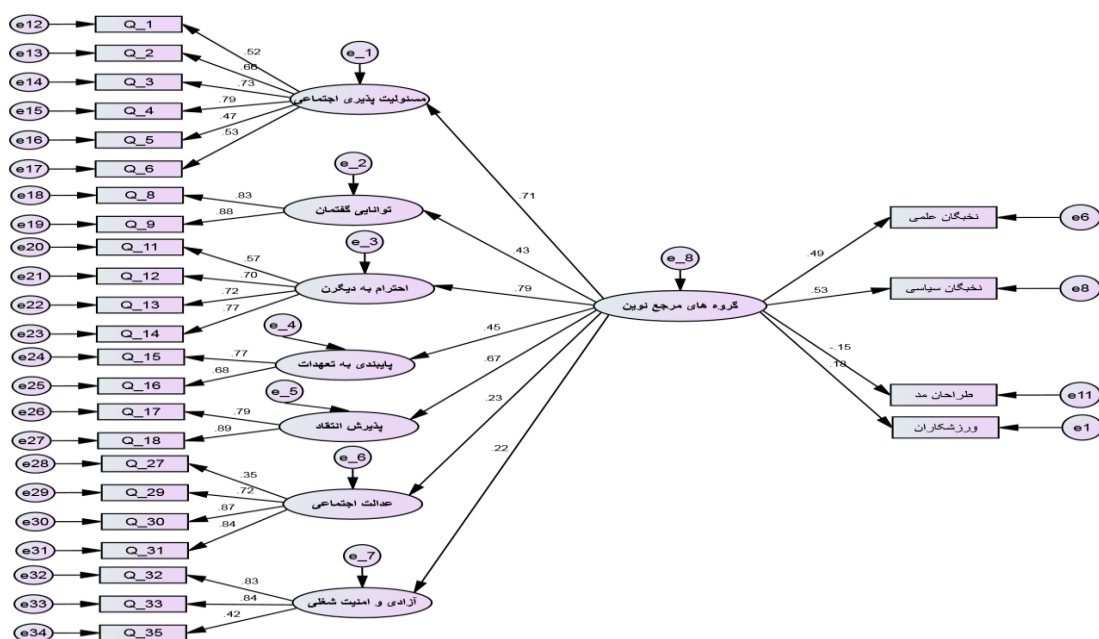 e12 Q_1
e13 Q_2
e14 Q_3
e15 Q_4
e16 Q_5
e17 Q_6
.52
.66
.73
.79
.47
.53
e_1
مسئولیت پذیری اجتماعی
.71
e18 Q_8
e19 Q_9
.83
.88
e_2
توانایی گفتمان
.43
e20 Q_11
e21 Q_12
e22 Q_13
e23 Q_14
.57
.70
.72
.77
e_3
احترام به دیگرن
.79
e24 Q_15
e25 Q_16
.77
.68
e_4
پایبندی به تعهدات
.45
e26 Q_17
e27 Q_18
.79
.89
e_5
پذیرش انتقاد
.67
e28 Q_27
e29 Q_29
e30 Q_30
e31 Q_31
.35
.72
.87
.84
e_6
عدالت اجتماعی
.23
e32 Q_32
e33 Q_33
e34 Q_35
.83
.84
.42
e_7
آزادی و امنیت شغلی
.22
e_8
گروه های مرجع نوین
.49
نخبگان علمی
e6
.53
نخبگان سیاسی
e8
-.15
طراحان مد
e11
.18
ورزشکاران
e1